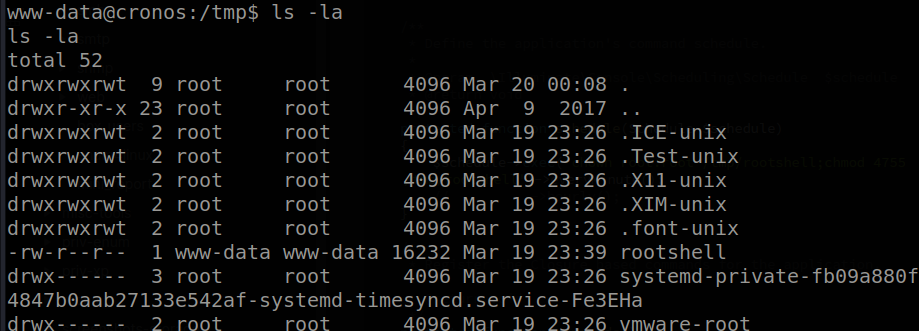 www-data@cronos:/tmp$ ls -la
ls -la
total 52
drwxrwxrwt  9 root     root      4096 Mar 20 00:08 .
drwxr-xr-x 23 root     root      4096 Apr  9  2017 ..
drwxrwxrwt  2 root     root      4096 Mar 19 23:26 .ICE-unix
drwxrwxrwt  2 root     root      4096 Mar 19 23:26 .Test-unix
drwxrwxrwt  2 root     root      4096 Mar 19 23:26 .X11-unix
drwxrwxrwt  2 root     root      4096 Mar 19 23:26 .XIM-unix
drwxrwxrwt  2 root     root      4096 Mar 19 23:26 .font-unix
-rw-r--r--  1 www-data www-data 16232 Mar 19 23:39 rootshell
drwx------  3 root     root      4096 Mar 19 23:26 systemd-private-fb09a880f
4847b0aab27133e542af-systemd-timesyncd.service-Fe3EHa
drwx------  2 root     root      4096 Mar 19 23:26 vmware-root